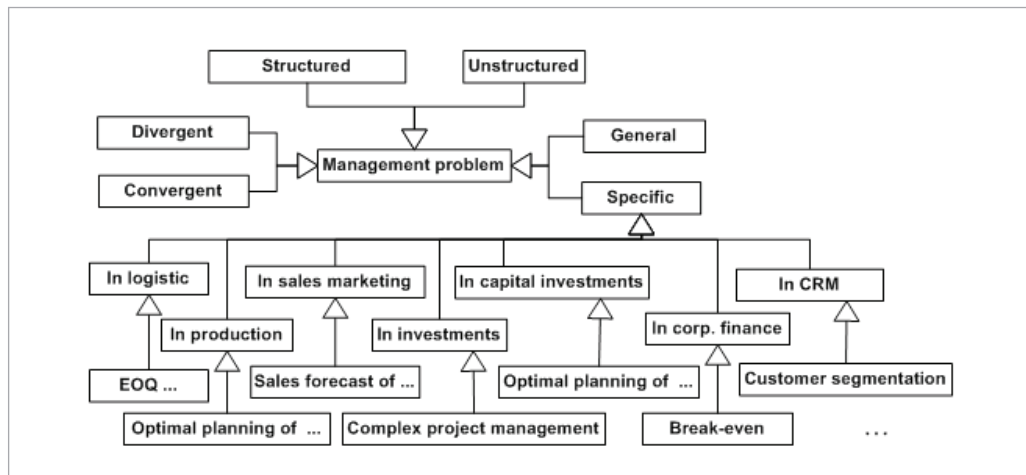 Structured
Unstructured
Divergent
General
Management problem
Convergent
Specific
In logistic
In sales marketing
In capital investments
In CRM
In production
In investments
In corp. finance
EOQ ...
Sales forecast of ...
Optimal planning of ...
Customer segmentation
Optimal planning of ...
Complex project management
Break-even
...